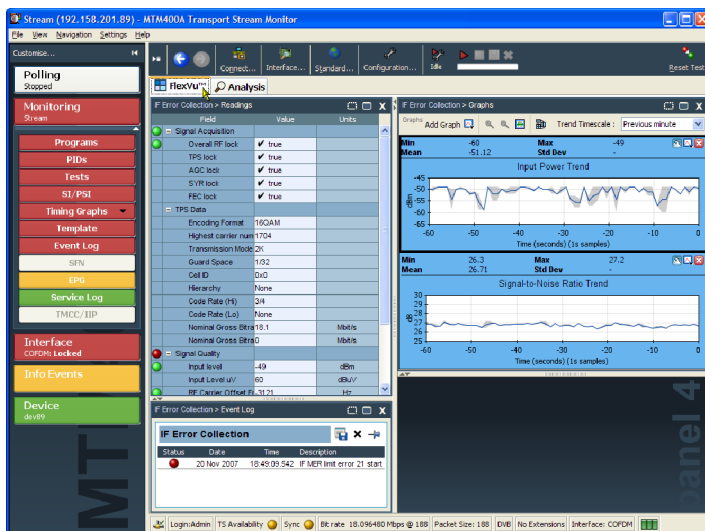 Stream (192.158.201.89) - MTM400A Transport Stream Monitor
File View Navigation Settings Help
Customise...
Polling
Stopped
Monitoring
Stream
Programs
PIDs
Tests
SI/PSI
Timing Graphs
Template
Event Log
SFN
EPG
Service Log
TMCC/IIP
Interface
COFDM: Locked
Info Events
Device
dev89
MTM
Connect... Interface... Standard... Configuration... Idle Reset Test
FlexVu™ Analysis
IF Error Collection > Readings
Field Value Units
Signal Acquisition
Overall RF lock true
TPS lock true
AGC lock true
SYR lock true
FEC lock true
TPS Data
Encoding Format 16QAM
Highest carrier num 1704
Transmission Mode 2K
Guard Space 1/32
Cell ID 0x0
Hierarchy None
Code Rate (Hi) 3/4
Code Rate (Lo) None
Nominal Gross Bitra 18.1 Mbit/s
Nominal Gross Bitra 0 Mbit/s
Signal Quality
Input level -49 dBm
Input Level uV 60 dBuV
RF Carrier Offset F -3121 Hz
IF Error Collection > Event Log
IF Error Collection
Status Date Time Description
20 Nov 2007 18:49:09.542 IF MER limit error 21 start
IF Error Collection > Graphs
Graphs Add Graph Trend Timescale : Previous minute
Min -60 Max -49
Mean -51.12 Std Dev -
Input Power Trend
dBm
-45
-50
-55
-60
-65
-60 -50 -40 -30 -20 -10 0
Time (seconds) (1s samples)
Min 26.3 Max 27.2
Mean 26.71 Std Dev -
Signal-to-Noise Ratio Trend
dB
30
29
28
27
26
25
-60 -50 -40 -30 -20 -10 0
Time (seconds) (1s samples)
panel 4
Login:Admin TS Availability Sync Bit rate 18.096480 Mbps @ 188 Packet Size: 188 DVB No Extensions Interface: COFDM